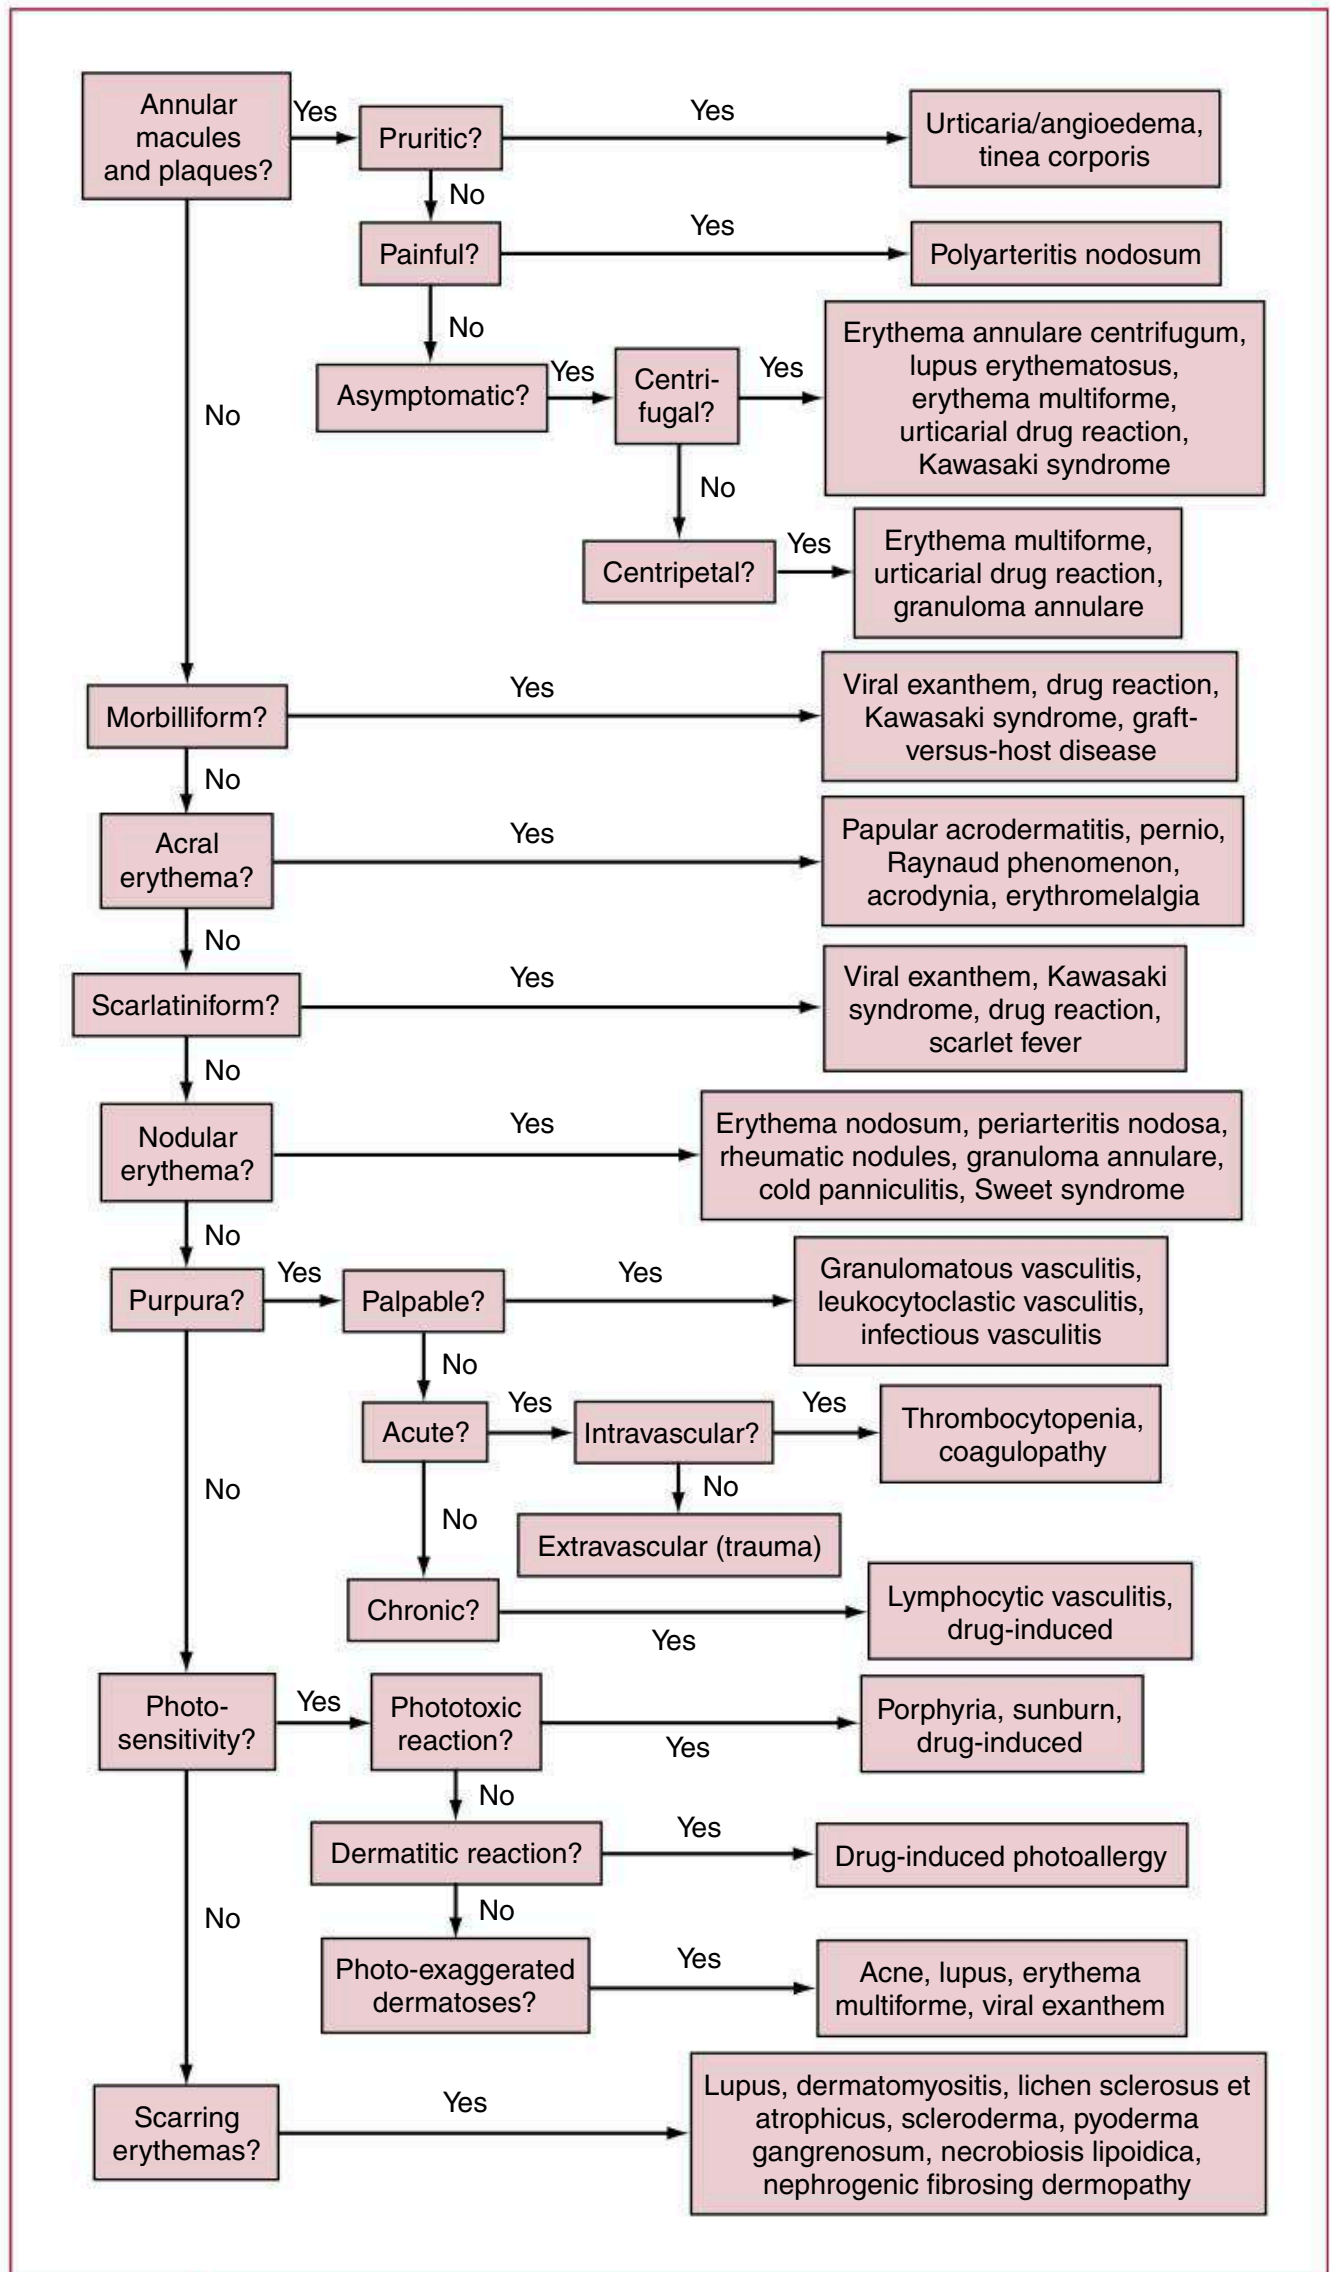 Annular
macules
and plaques?
Yes
Pruritic?
Yes
Urticaria/angioedema,
tinea corporis
No
Painful?
Yes
Polyarteritis nodosum
No
Asymptomatic?
Yes
Centri-
fugal?
Yes
Erythema annulare centrifugum,
lupus erythematosus,
erythema multiforme,
urticarial drug reaction,
Kawasaki syndrome
No
Centripetal?
Yes
Erythema multiforme,
urticarial drug reaction,
granuloma annulare
No
Morbilliform?
Yes
Viral exanthem, drug reaction,
Kawasaki syndrome, graft-
versus-host disease
No
Acral
erythema?
Yes
Papular acrodermatitis, pernio,
Raynaud phenomenon,
acrodynia, erythromelalgia
No
Scarlatiniform?
Yes
Viral exanthem, Kawasaki
syndrome, drug reaction,
scarlet fever
No
Nodular
erythema?
Yes
Erythema nodosum, periarteritis nodosa,
rheumatic nodules, granuloma annulare,
cold panniculitis, Sweet syndrome
No
Purpura?
Yes
Palpable?
Yes
Granulomatous vasculitis,
leukocytoclastic vasculitis,
infectious vasculitis
No
Acute?
Yes
Intravascular?
Yes
Thrombocytopenia,
coagulopathy
No
Extravascular (trauma)
No
Chronic?
Yes
Lymphocytic vasculitis,
drug-induced
No
Photo-
sensitivity?
Yes
Phototoxic
reaction?
Yes
Porphyria, sunburn,
drug-induced
No
Dermatitic reaction?
Yes
Drug-induced photoallergy
No
Photo-exaggerated
dermatoses?
Yes
Acne, lupus, erythema
multiforme, viral exanthem
No
Scarring
erythemas?
Yes
Lupus, dermatomyositis, lichen sclerosus et
atrophicus, scleroderma, pyoderma
gangrenosum, necrobiosis lipoidica,
nephrogenic fibrosing dermopathy